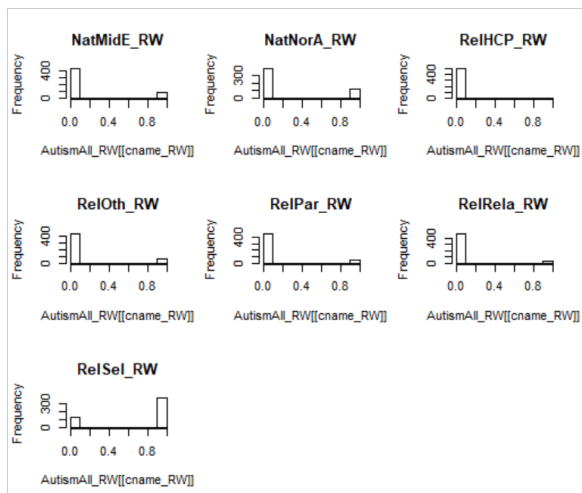 NatMidE_RW NatNorA_RW RelHCP_RW
Frequency Frequency Frequency
0 400 0 300 0 400
0.0 0.4 0.8 0.0 0.4 0.8 0.0 0.4 0.8
AutismAll_RW[[cname_RW]] AutismAll_RW[[cname_RW]] AutismAll_RW[[cname_RW]]
RelOth_RW RelPar_RW RelRela_RW
Frequency Frequency Frequency
0 400 0 400 0 400
0.0 0.4 0.8 0.0 0.4 0.8 0.0 0.4 0.8
AutismAll_RW[[cname_RW]] AutismAll_RW[[cname_RW]] AutismAll_RW[[cname_RW]]
RelSel_RW
Frequency
0 300
0.0 0.4 0.8
AutismAll_RW[[cname_RW]]